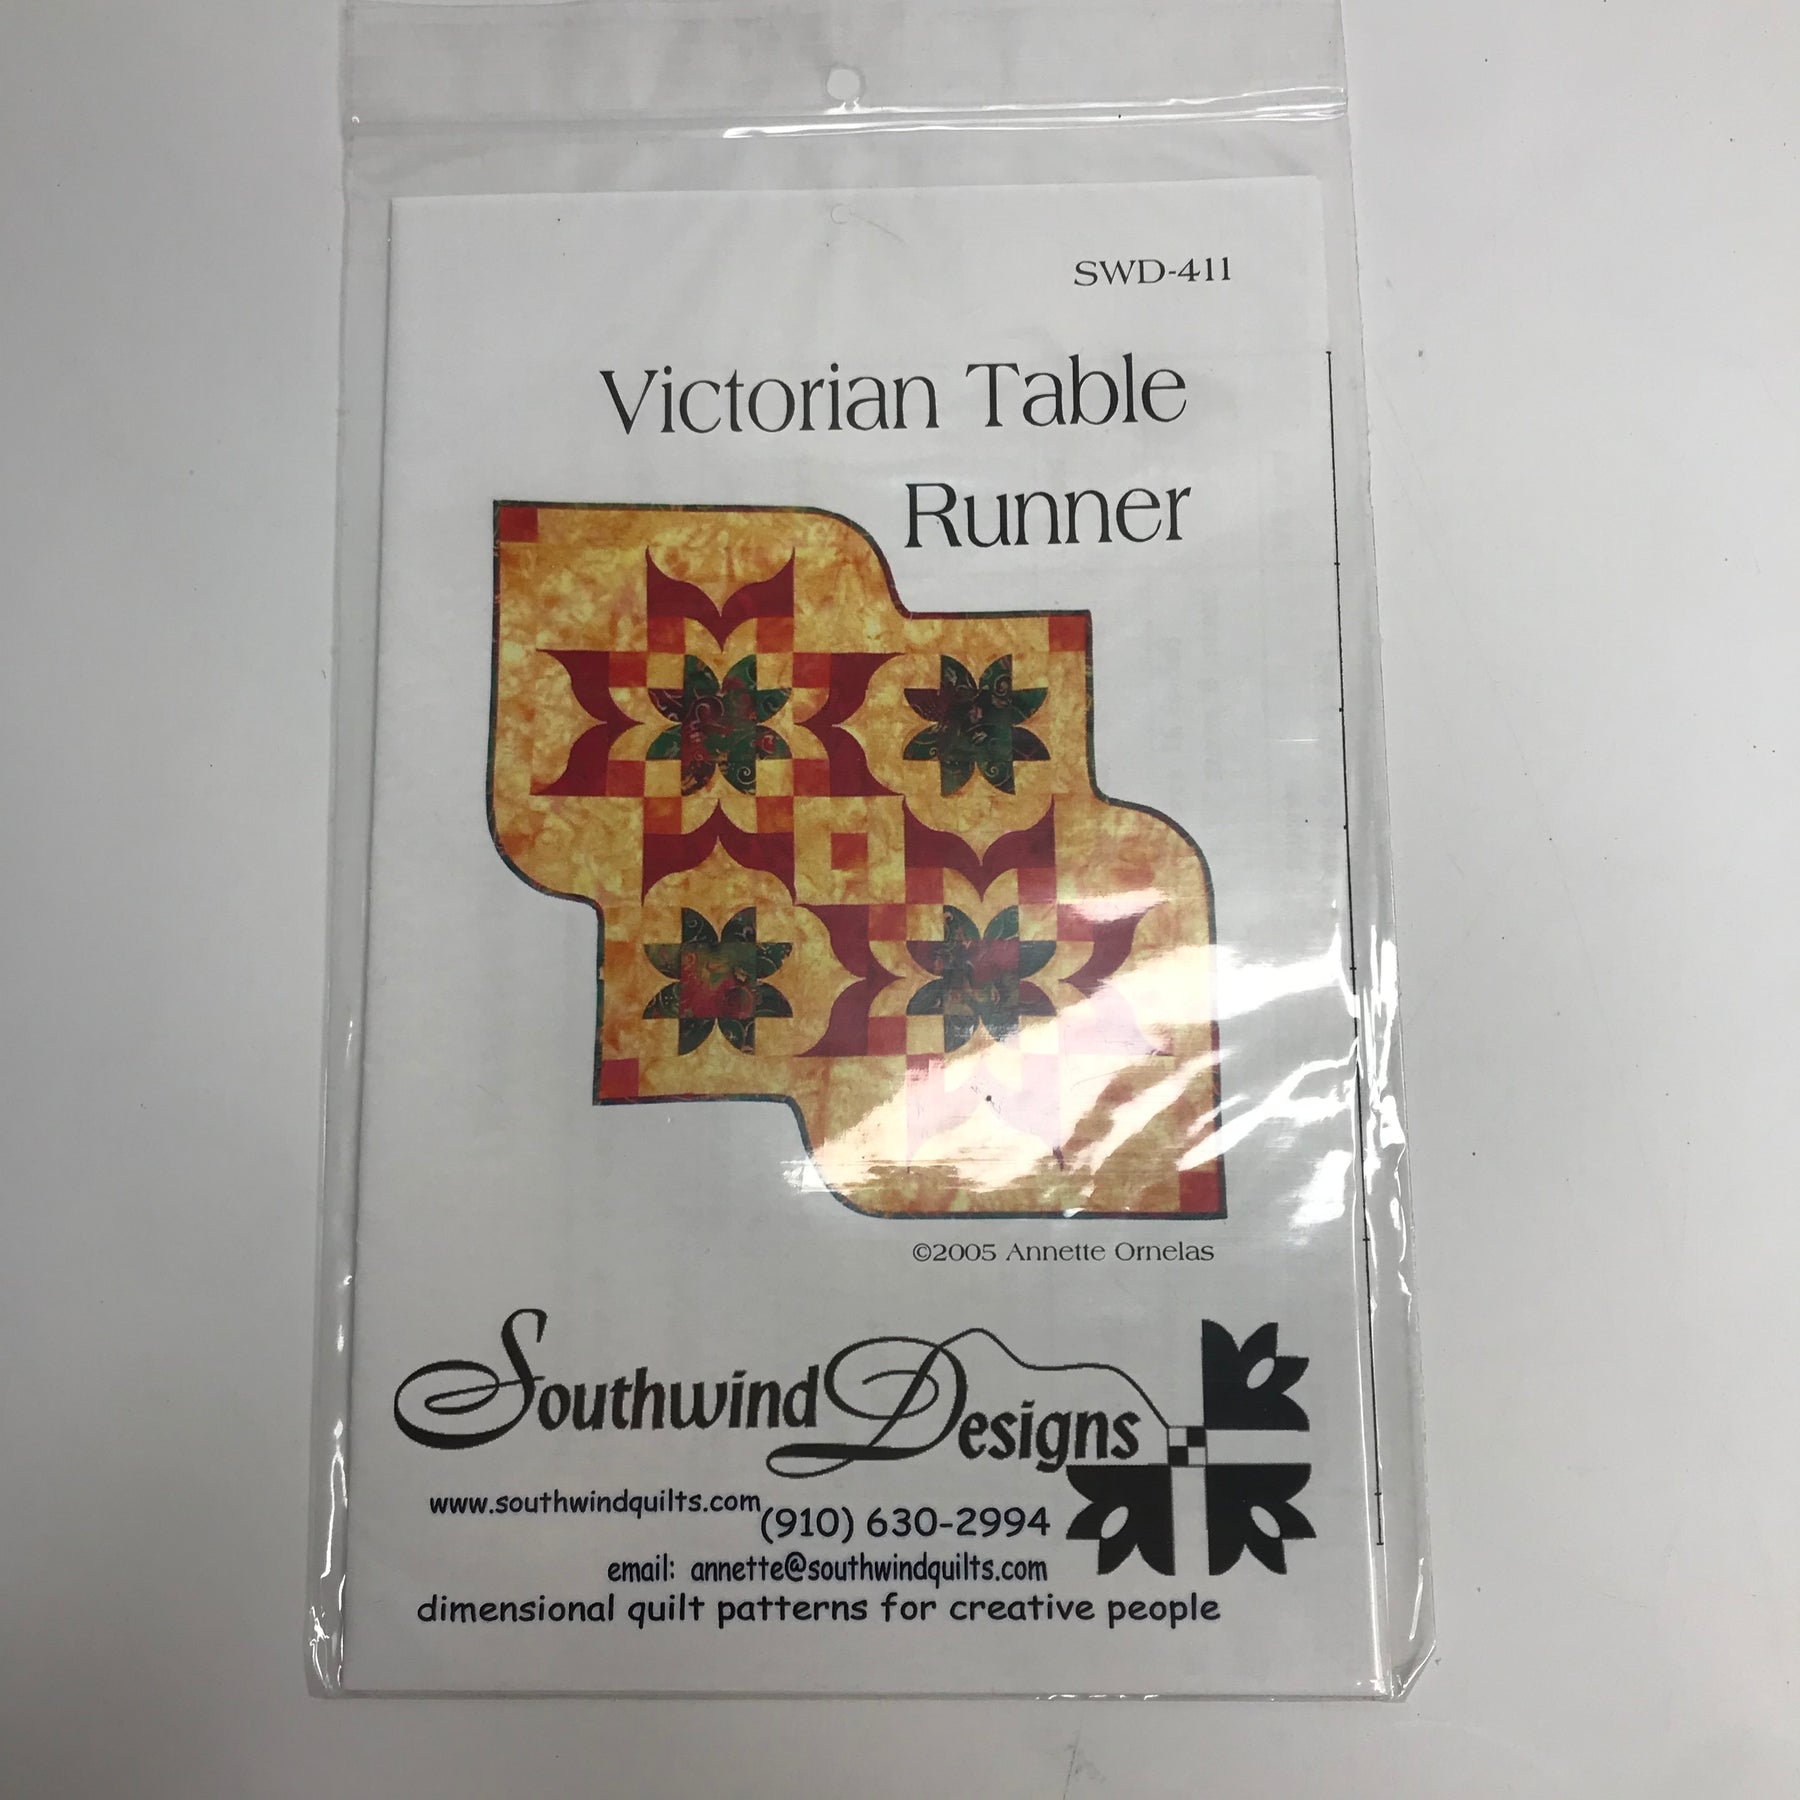 SWD-411
Victorian Table
Runner
©2005 Annette Ornelas
Southwind Designs
www.southwindquilts.com
(910) 630-2994
email: annette@southwindquilts.com
dimensional quilt patterns for creative people